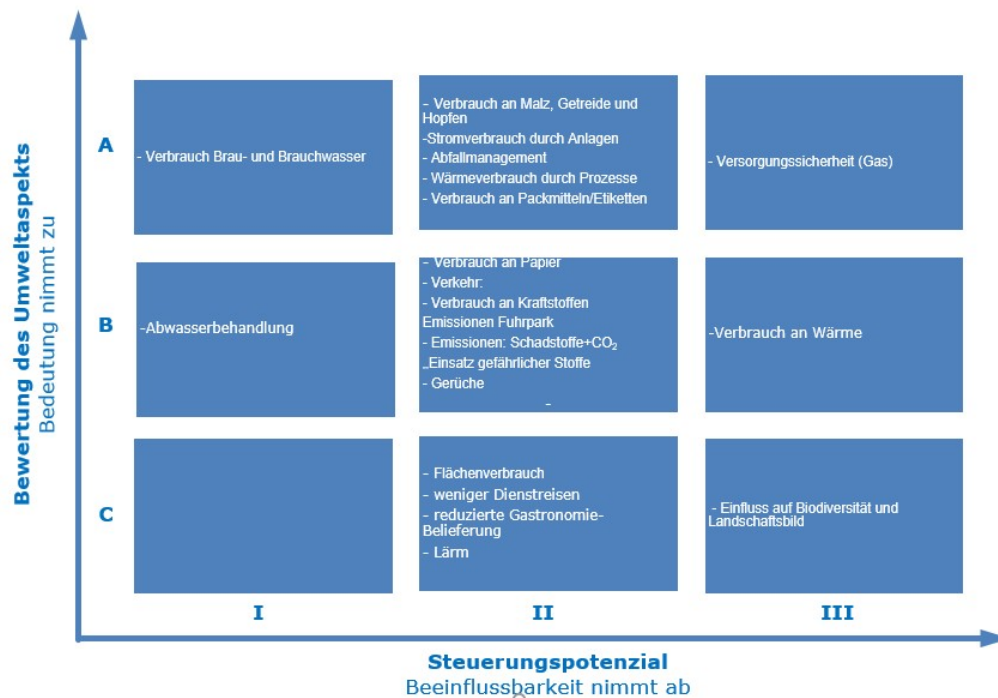 Bewertung des Umweltaspekts
Bedeutung nimmt zu
A
- Verbrauch Brau- und Brauchwasser
- Verbrauch an Malz, Getreide und
Hopfen
-Stromverbrauch durch Anlagen
- Abfallmanagement
- Wärmeverbrauch durch Prozesse
- Verbrauch an Packmitteln/Etiketten
- Versorgungssicherheit (Gas)
B
-Abwasserbehandlung
- Verbrauch an Papier
- Verkehr:
- Verbrauch an Kraftstoffen
Emissionen Fuhrpark
- Emissionen: Schadstoffe+CO₂
_Einsatz gefährlicher Stoffe
- Gerüche
-
-Verbrauch an Wärme
C
- Flächenverbrauch
- weniger Dienstreisen
- reduzierte Gastronomie-
Belieferung
- Lärm
- Einfluss auf Biodiversität und
Landschaftsbild
I
II
III
Steuerungspotenzial
Beeinflussbarkeit nimmt ab